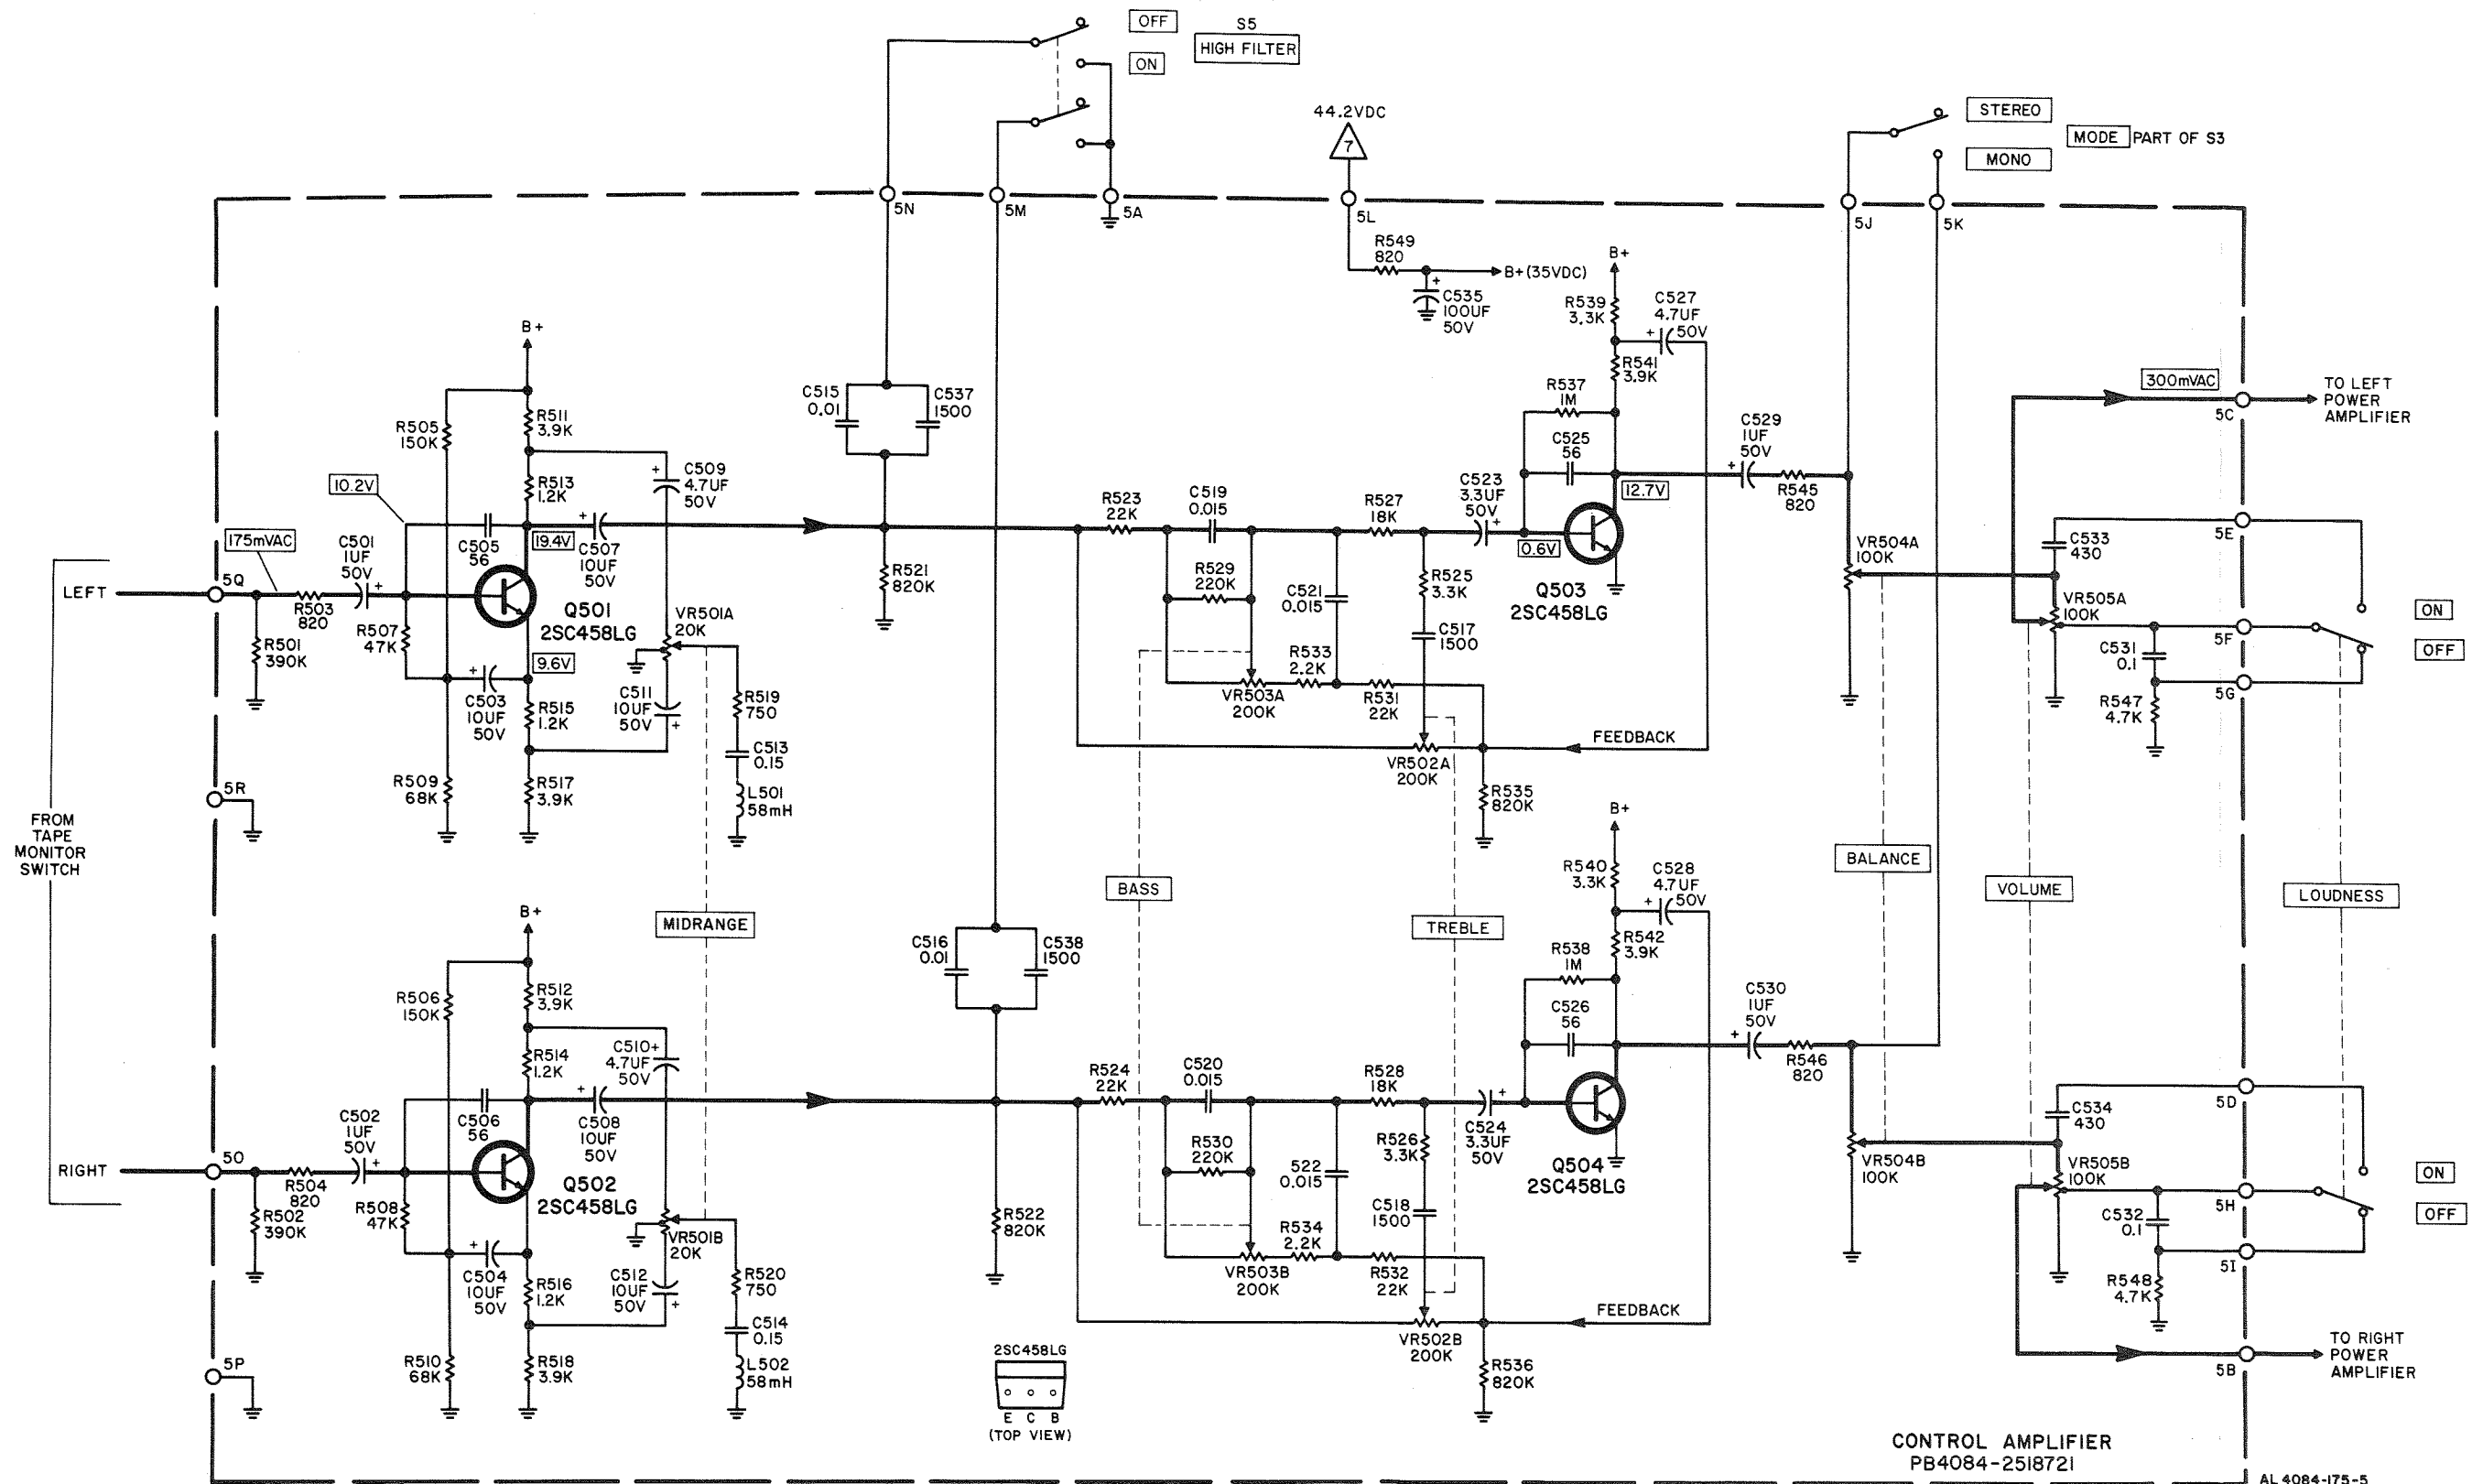 OFF
S5
HIGH FILTER
ON
44.2VDC
7
STEREO
MODE PART OF S3
MONO
5N
5M
5A
5L
5J
5K
R549
820
B+(35VDC)
C535
100UF
50V
B+
R539
3.3K
C527
4.7UF
50V
R541
3.9K
R537
1M
C525
56
C529
1UF
50V
R545
820
12.7V
B+
R505
150K
R511
3.9K
R513
1.2K
C509
4.7UF
50V
C515
0.01
C537
1500
300mVAC
5C
TO LEFT
POWER
AMPLIFIER
10.2V
175mVAC
C501
1UF
50V
C505
56
19.4V
C507
10UF
50V
R523
22K
C519
0.015
R527
18K
C523
3.3UF
50V
0.6V
Q503
2SC458LG
VR504A
100K
C533
430
5E
LEFT
5Q
R503
820
R501
390K
R507
47K
Q501
2SC458LG
9.6V
VR501A
20K
R521
820K
R529
220K
C521
0.015
R525
3.3K
C517
1500
VR505A
100K
5F
ON
OFF
C531
0.1
5G
R547
4.7K
C503
10UF
50V
R515
1.2K
C511
10UF
50V
R519
750
C513
0.15
L501
58mH
VR503A
200K
R533
2.2K
R531
22K
FEEDBACK
VR502A
200K
R535
820K
5R
R509
68K
R517
3.9K
FROM
TAPE
MONITOR
SWITCH
MIDRANGE
BASS
TREBLE
BALANCE
VOLUME
LOUDNESS
B+
R540
3.3K
C528
4.7UF
50V
R542
3.9K
R538
1M
C526
56
C530
1UF
50V
R546
820
B+
R506
150K
R512
3.9K
R514
1.2K
C510+
4.7UF
50V
C516
0.01
C538
1500
C502
1UF
50V
C506
56
C508
10UF
50V
R524
22K
C520
0.015
R528
18K
C524
3.3UF
50V
Q504
2SC458LG
VR504B
100K
C534
430
5D
RIGHT
5O
R504
820
R502
390K
R508
47K
Q502
2SC458LG
VR501B
20K
R522
820K
R530
220K
522
0.015
R526
3.3K
C518
1500
VR505B
100K
5H
ON
OFF
C532
0.1
5I
R548
4.7K
C504
10UF
50V
R516
1.2K
C512
10UF
50V
R520
750
C514
0.15
L502
58mH
VR503B
200K
R534
2.2K
R532
22K
FEEDBACK
VR502B
200K
R536
820K
5P
R510
68K
R518
3.9K
2SC458LG
E C B
(TOP VIEW)
5B
TO RIGHT
POWER
AMPLIFIER
CONTROL AMPLIFIER
PB4084-2518721
AL 4084-175-5